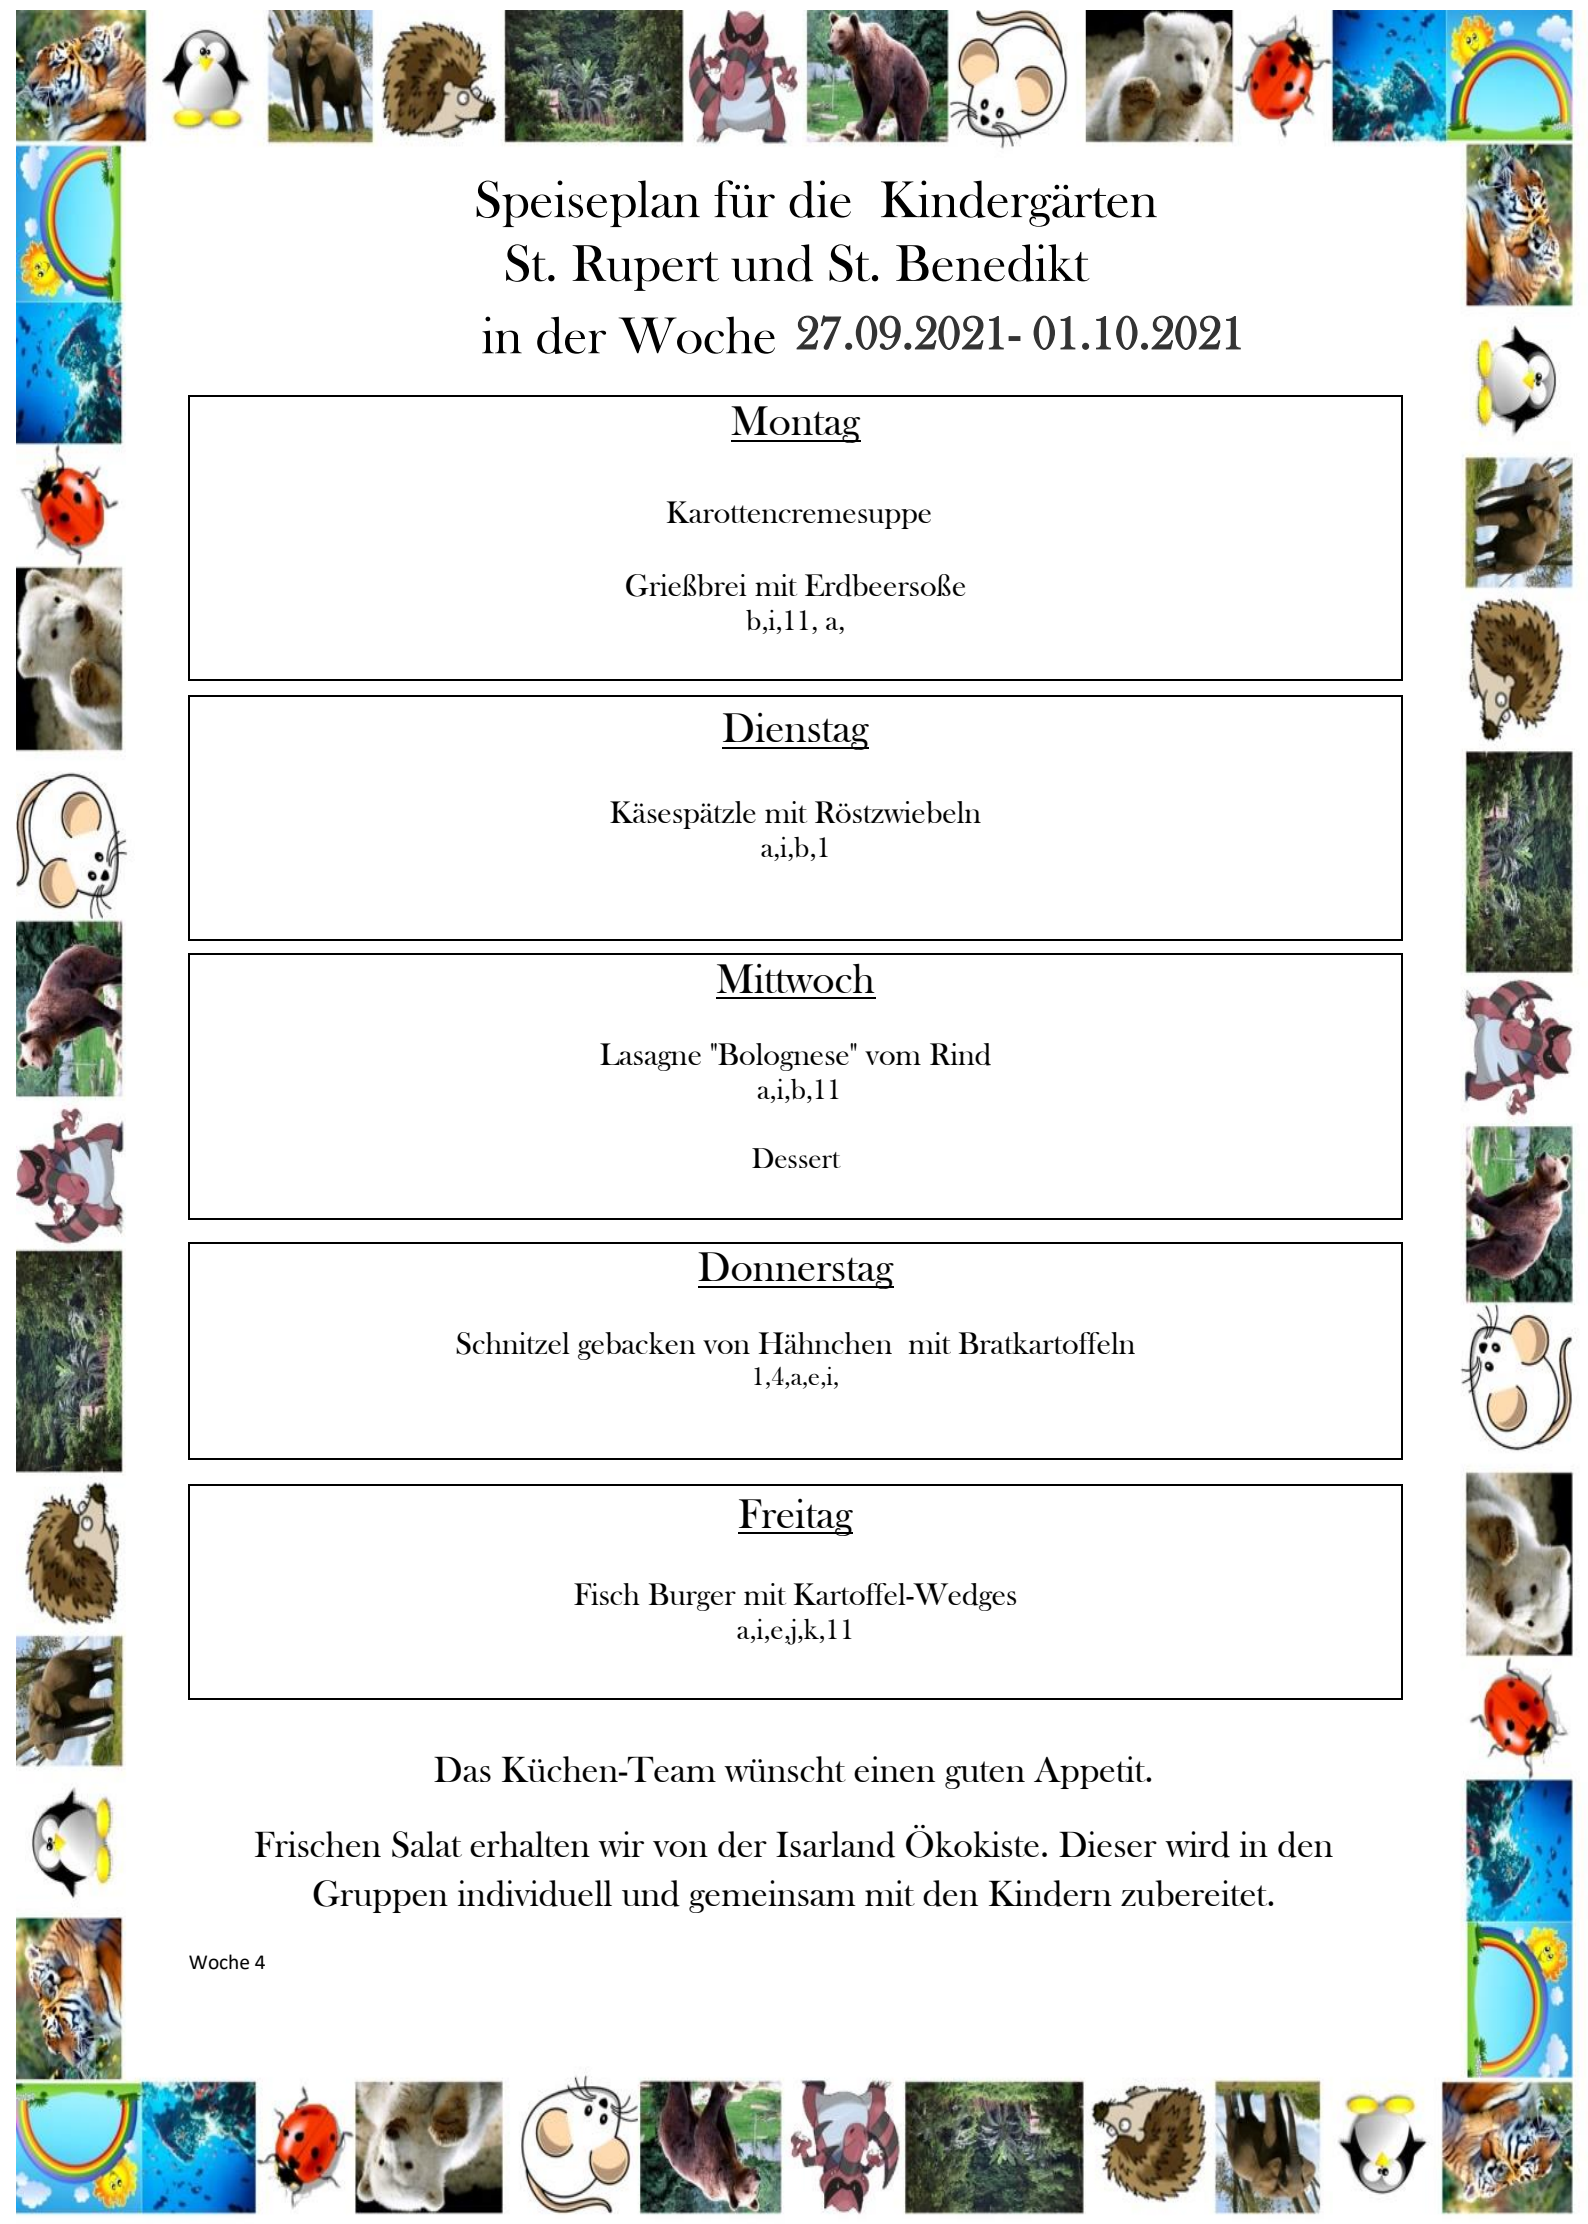 Speiseplan für die  Kindergärten
St. Rupert und St. Benedikt
in der Woche 27.09.2021- 01.10.2021
Montag
Karottencremesuppe
Grießbrei mit Erdbeersoße
b,i,11, a,
Dienstag
Käsespätzle mit Röstzwiebeln
a,i,b,1
Mittwoch
Lasagne "Bolognese" vom Rind
a,i,b,11
Dessert
Donnerstag
Schnitzel gebacken von Hähnchen  mit Bratkartoffeln
1,4,a,e,i,
Freitag
Fisch Burger mit Kartoffel-Wedges
a,i,e,j,k,11
Das Küchen-Team wünscht einen guten Appetit.
Frischen Salat erhalten wir von der Isarland Ökokiste. Dieser wird in den
Gruppen individuell und gemeinsam mit den Kindern zubereitet.
Woche 4